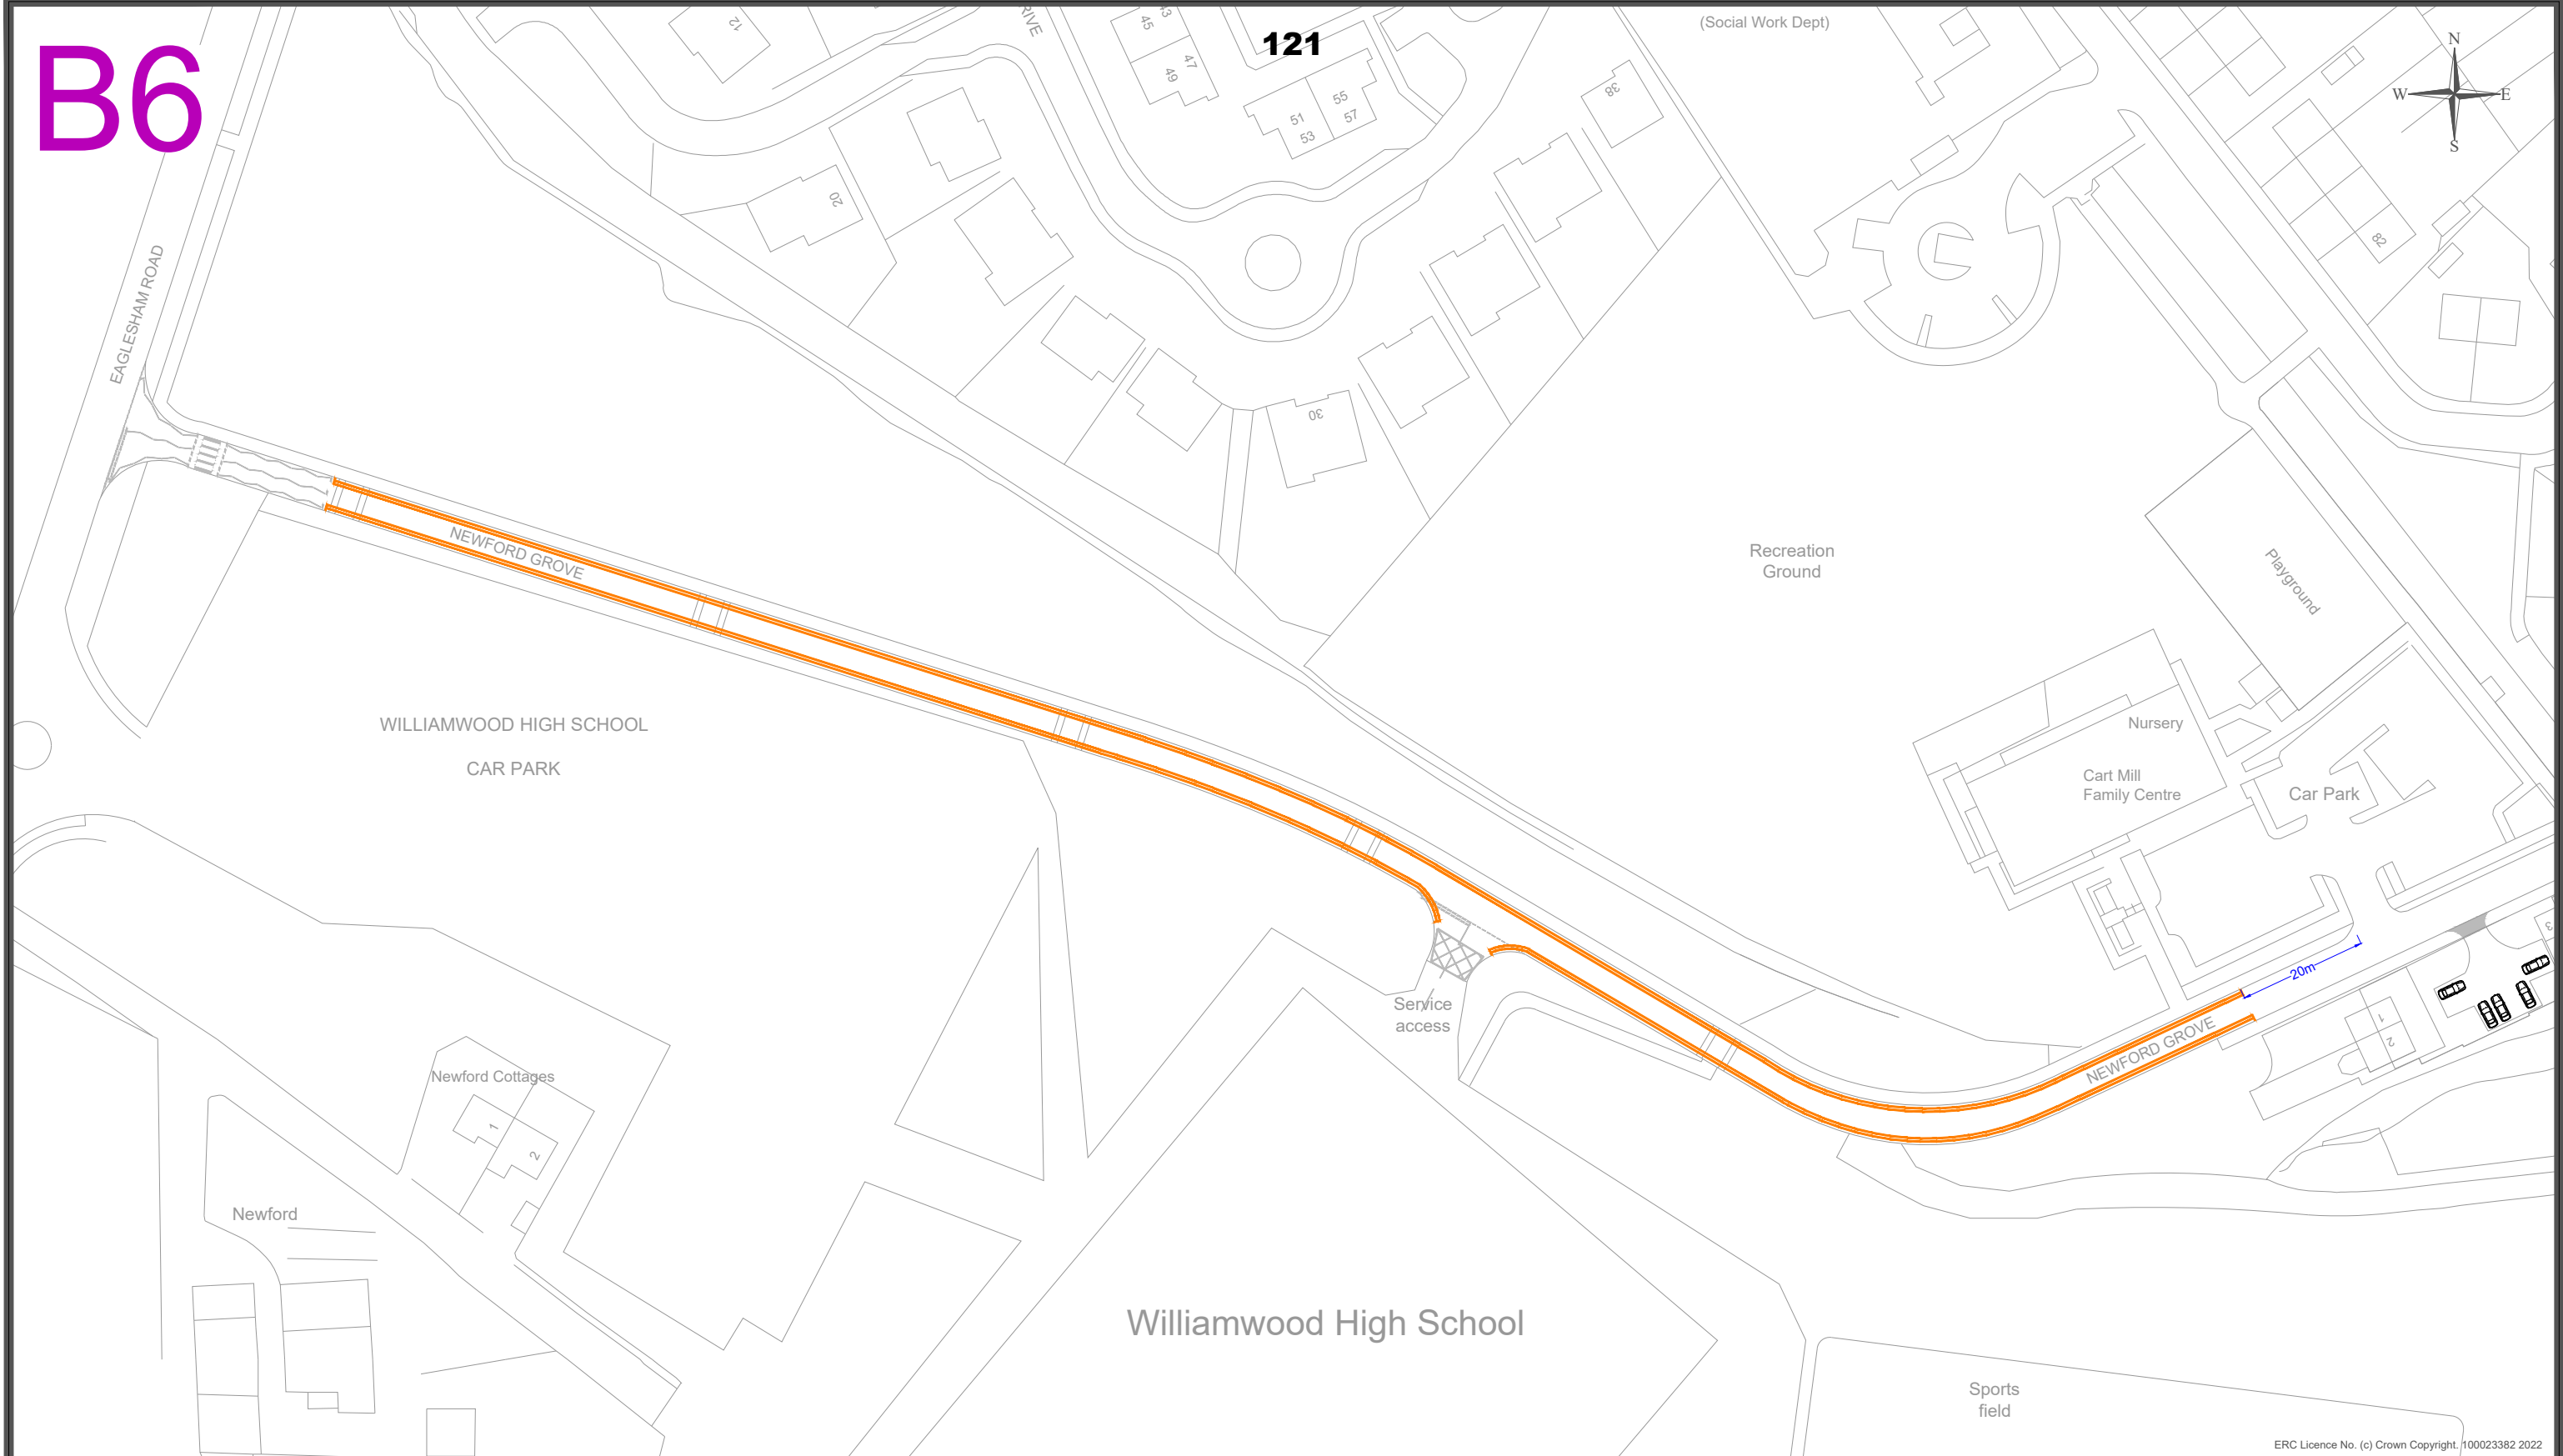 B6
121
(Social Work Dept)
N
W
E
S
12
RIVE
43
45
47
49
51
53
55
57
38
20
82
EAGLESHAM ROAD
30
NEWFORD GROVE
Recreation
Ground
Playground
WILLIAMWOOD HIGH SCHOOL
CAR PARK
Nursery
Cart Mill
Family Centre
Car Park
3
20m
Service
access
NEWFORD GROVE
1
2
Newford Cottages
1
2
Newford
Williamwood High School
Sports
field
ERC Licence No. (c) Crown Copyright. 100023382 2022